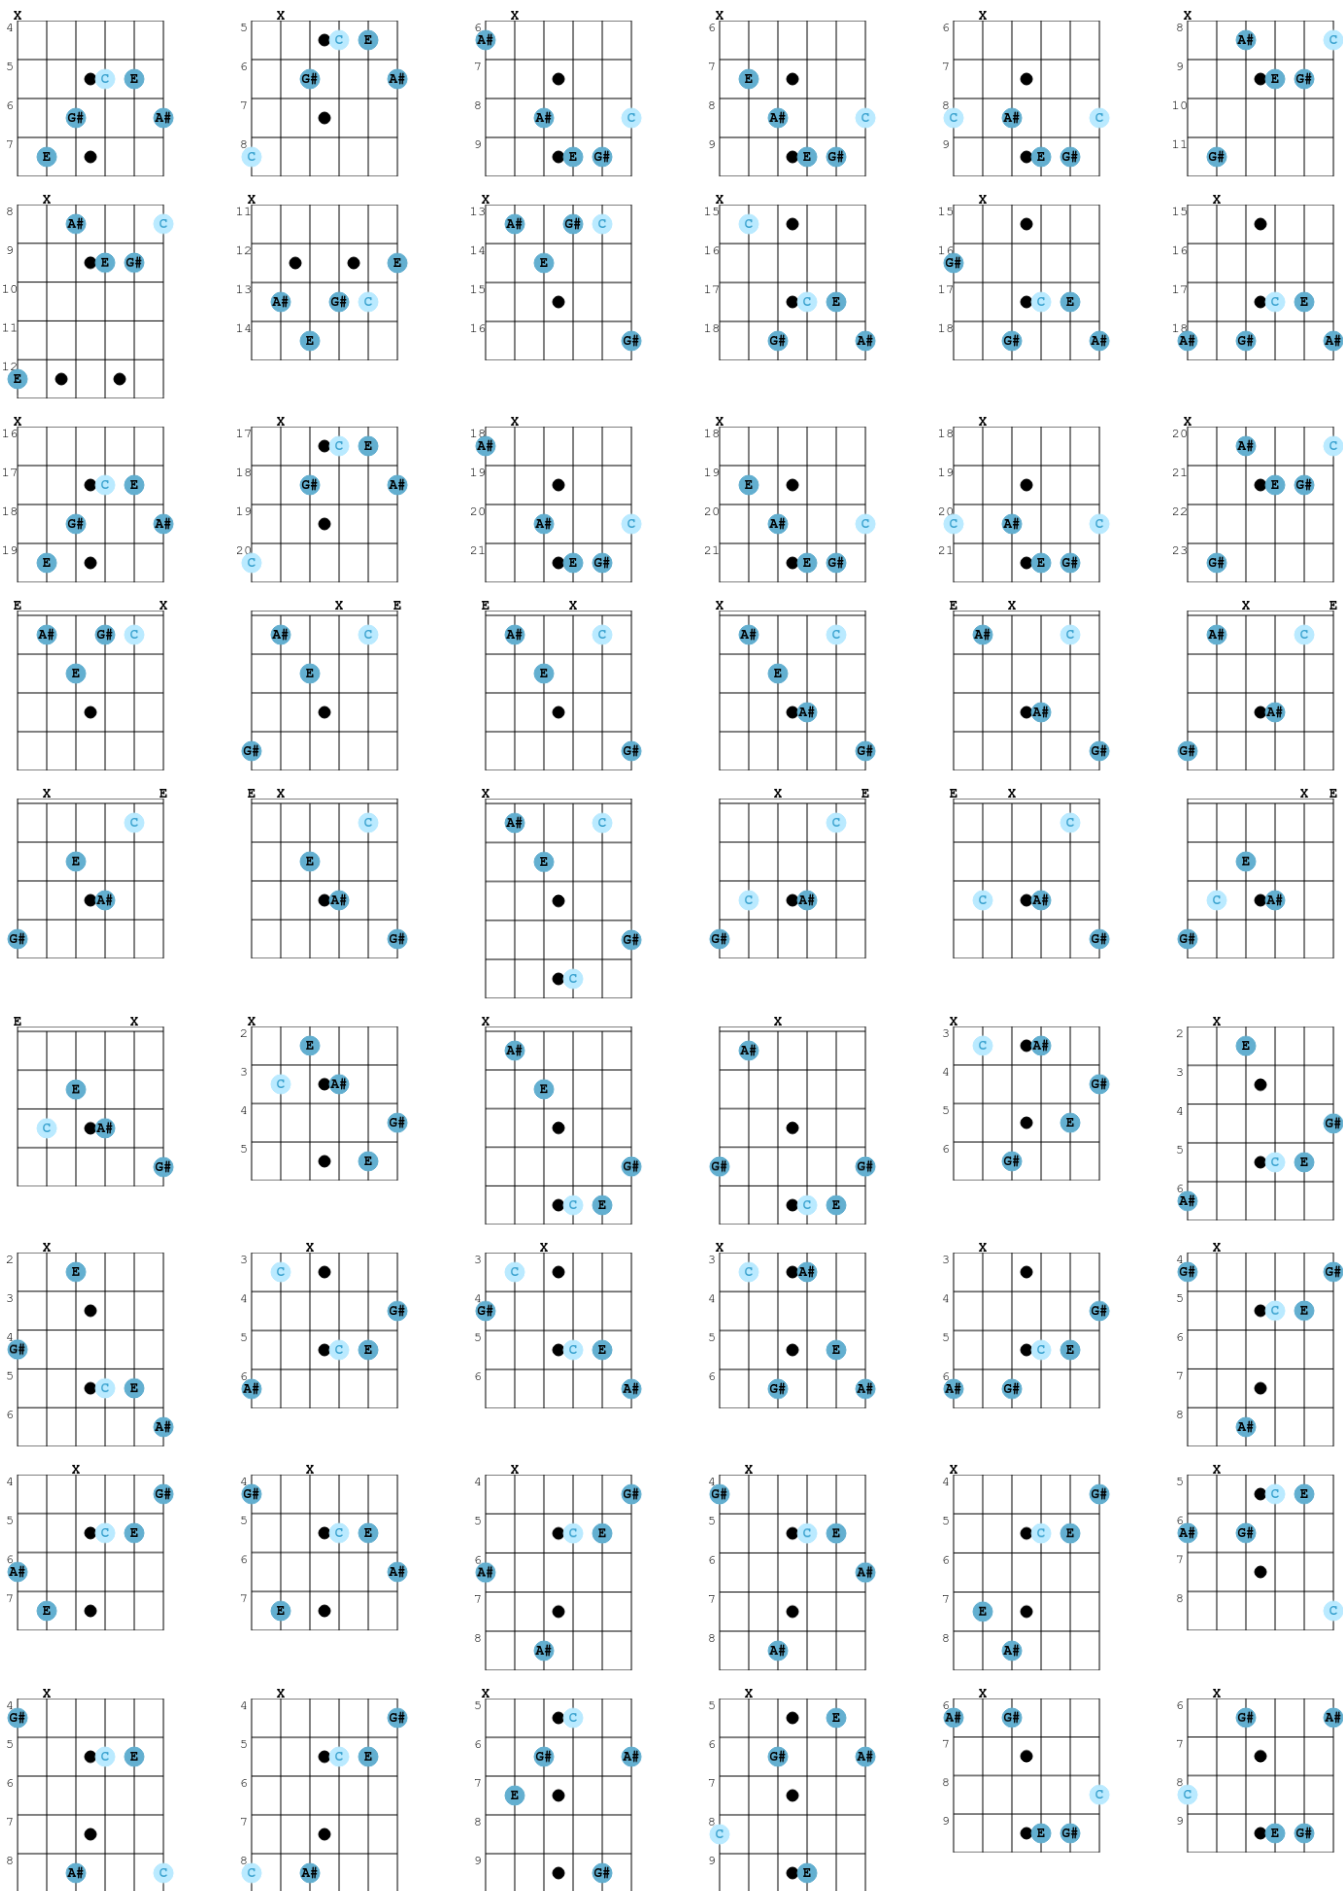 X X X X X X
4 5 A# 6 6 8 A# C
C E C E
5 6 G# A# 7 7 E 7 9 E G#
6 G# A# 7 8 A# C 8 A# C 8 C A# C 10
7 E 8 C 9 E G# 9 E G# 9 E G# 11 G#
X X X X X X
8 A# C 11 13 A# G# C 15 C 15 15
9 E G# 12 E 14 E 16 16 G# 16
10 13 A# G# C 15 17 C E 17 C E 17 C E
11 14 E 16 G# 18 G# A# 18 G# A# 18 A# G# A#
12 E
X X X X X X
16 17 C E 18 A# 18 18 20 A# C
17 C E 18 G# A# 19 19 E 19 21 E G#
18 G# A# 19 20 A# C 20 A# C 20 C A# C 22
19 E 20 C 21 E G# 21 E G# 21 E G# 23 G#
E X X E E X X E X X E
A# G# C A# C A# C A# C A# C A# C
E E E E
A# A# A#
G# G# G# G# G#
X E E X X X E E X X E
C C A# C C C
E E E E
A# A# C A# C A# C A#
G# G# G# G# G# G#
C
E X X X X X X
2 E A# A# 3 C A# 2 E
E 3 C A# E 4 G# 3
C A# 4 G# 5 E 4 G#
G# 5 E G# G# G# 6 G# 5 C E
C E C E 6 A#
X X X X X X
2 E 3 C 3 C 3 C A# 3 4 G# G#
3 4 G# 4 G# 4 4 G# 5 C E
4 G# 5 C E 5 C E 5 E 5 C E 6
5 C E 6 A# 6 A# 6 G# A# 6 A# G# 7
6 A# 8 A#
X X X X X X
4 G# 4 G# 4 G# 4 G# 4 G# 5 C E
5 C E 5 C E 5 C E 5 C E 5 C E 6 A# G#
6 A# 6 A# 6 A# 6 A# 6 7
7 E 7 E 7 7 7 E 8 C
8 A# 8 A# 8 A#
X X X X X X
4 G# 4 G# 5 C 5 E 6 A# G# 6 G# A#
5 C E 5 C E 6 G# A# 6 G# A# 7 7
6 6 7 E 7 8 C 8 C
7 7 8 8 C 9 E G# 9 E G#
8 A# C 8 C A# 9 G# 9 E